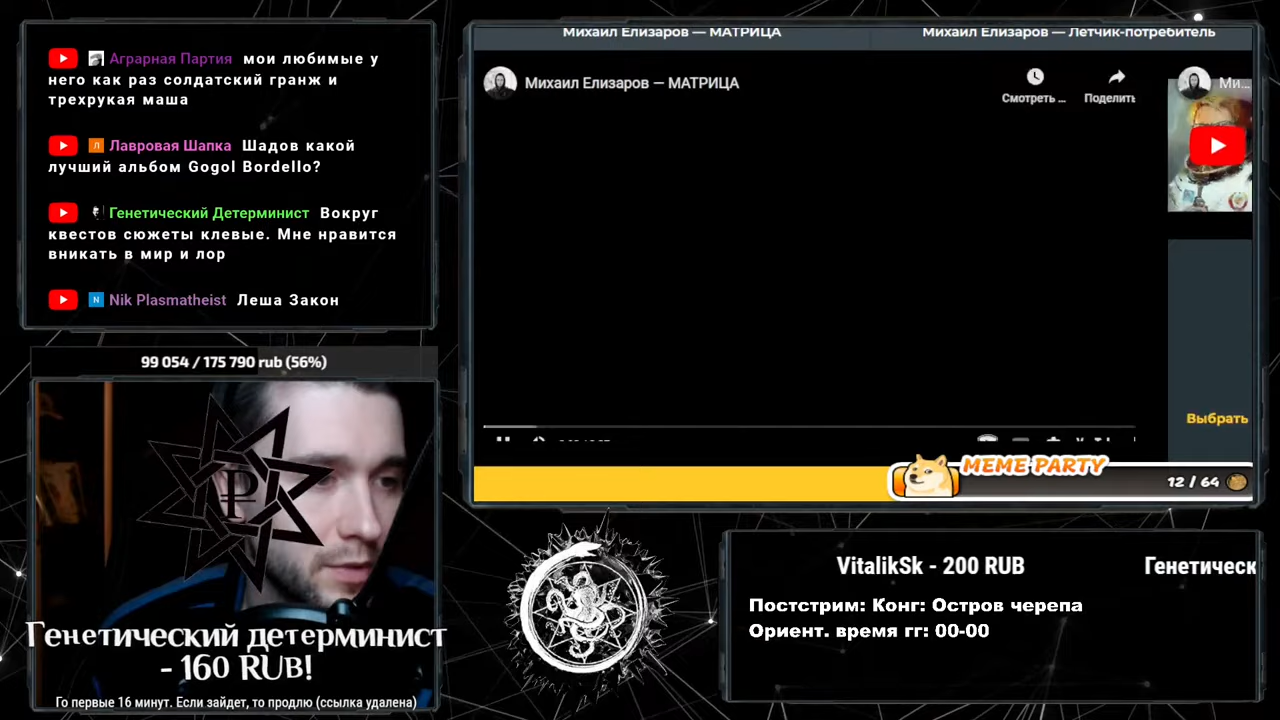 Аграрная Партия мои любимые у
него как раз солдатский гранж и
трехрукая маша
Л Лавровая Шапка Шадов какой
лучший альбом Gogol Bordello?
Генетический Детерминист Вокруг
квестов сюжеты клевые. Мне нравится
вникать в мир и лор
N Nik Plasmatheist Леша Закон
99 054 / 175 790 rub (56%)
Генетический детерминист
- 160 RUB!
Го первые 16 минут. Если зайдет, то продлю (ссылка удалена)
Михаил Елизаров — МАТРИЦА
Михаил Елизаров — Летчик-потребитель
Михаил Елизаров — МАТРИЦА
Смотреть ...
Поделить
Ми...
Выбрать
MEME PARTY
12 / 64
VitalikSk - 200 RUB
Генетическ
Постстрим: Конг: Остров черепа
Ориент. время гг: 00-00